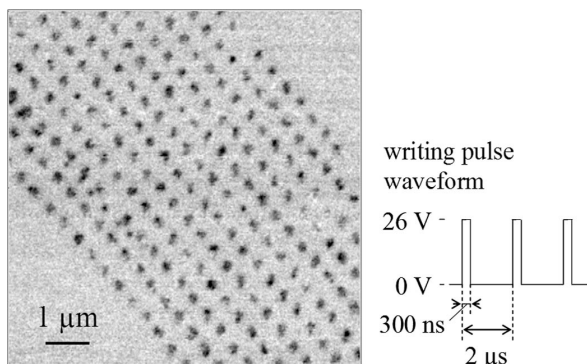 1 µm
writing pulse
waveform
26 V
0 V
300 ns
2 µs